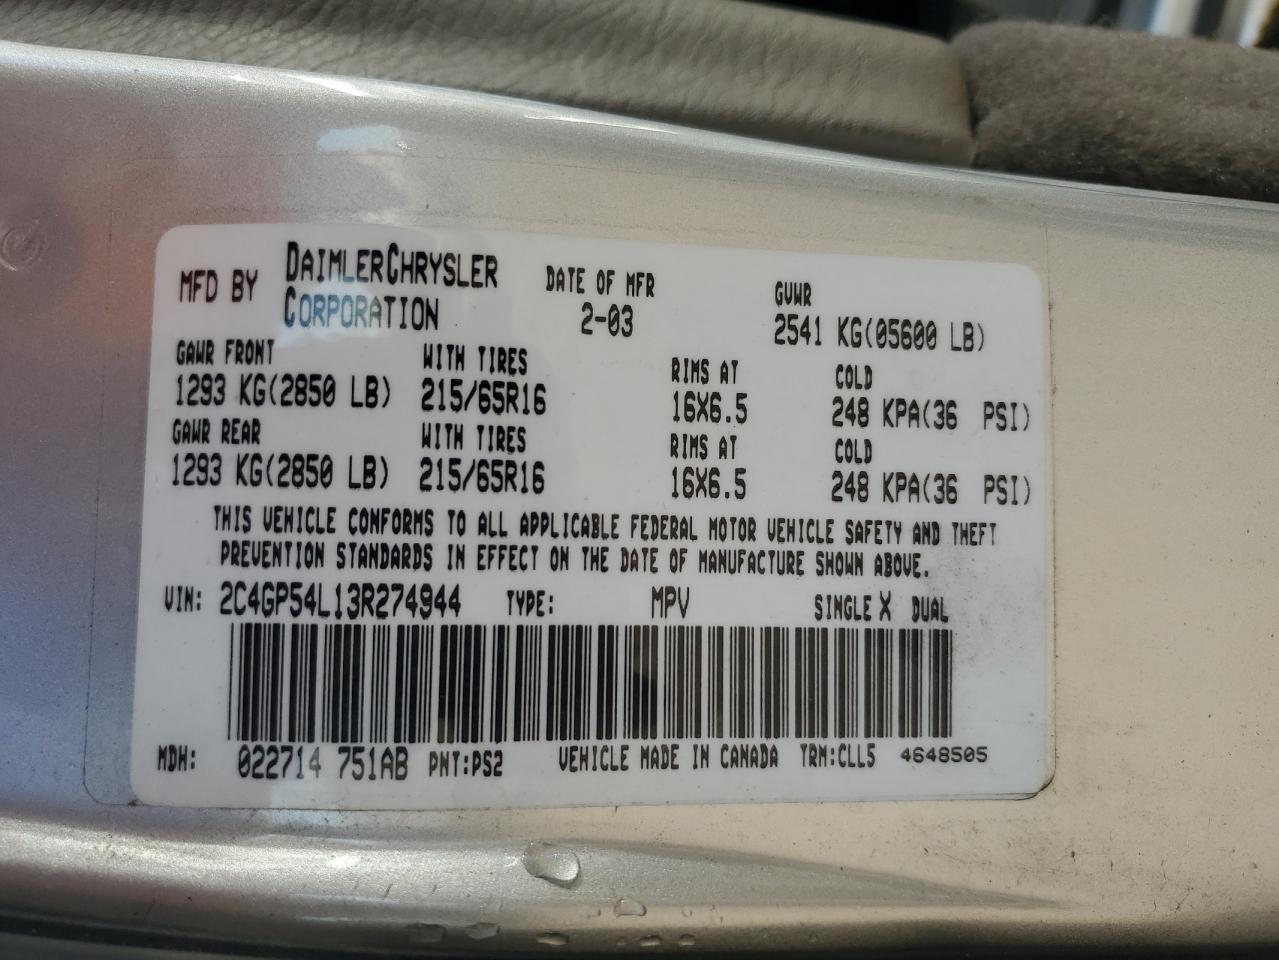 MFD BY DAIMLERCHRYSLER CORPORATION DATE OF MFR 2-03 GVWR 2541 KG(05600 LB)
GAWR FRONT WITH TIRES RIMS AT COLD
1293 KG(2850 LB) 215/65R16 16X6.5 248 KPA(36 PSI)
GAWR REAR WITH TIRES RIMS AT COLD
1293 KG(2850 LB) 215/65R16 16X6.5 248 KPA(36 PSI)
THIS VEHICLE CONFORMS TO ALL APPLICABLE FEDERAL MOTOR VEHICLE SAFETY AND THEFT
PREVENTION STANDARDS IN EFFECT ON THE DATE OF MANUFACTURE SHOWN ABOVE.
VIN: 2C4GP54L13R274944 TYPE: MPV SINGLE X DUAL
MDH: 022714 751AB PNT:PS2 VEHICLE MADE IN CANADA TRM:CLL5 4648505